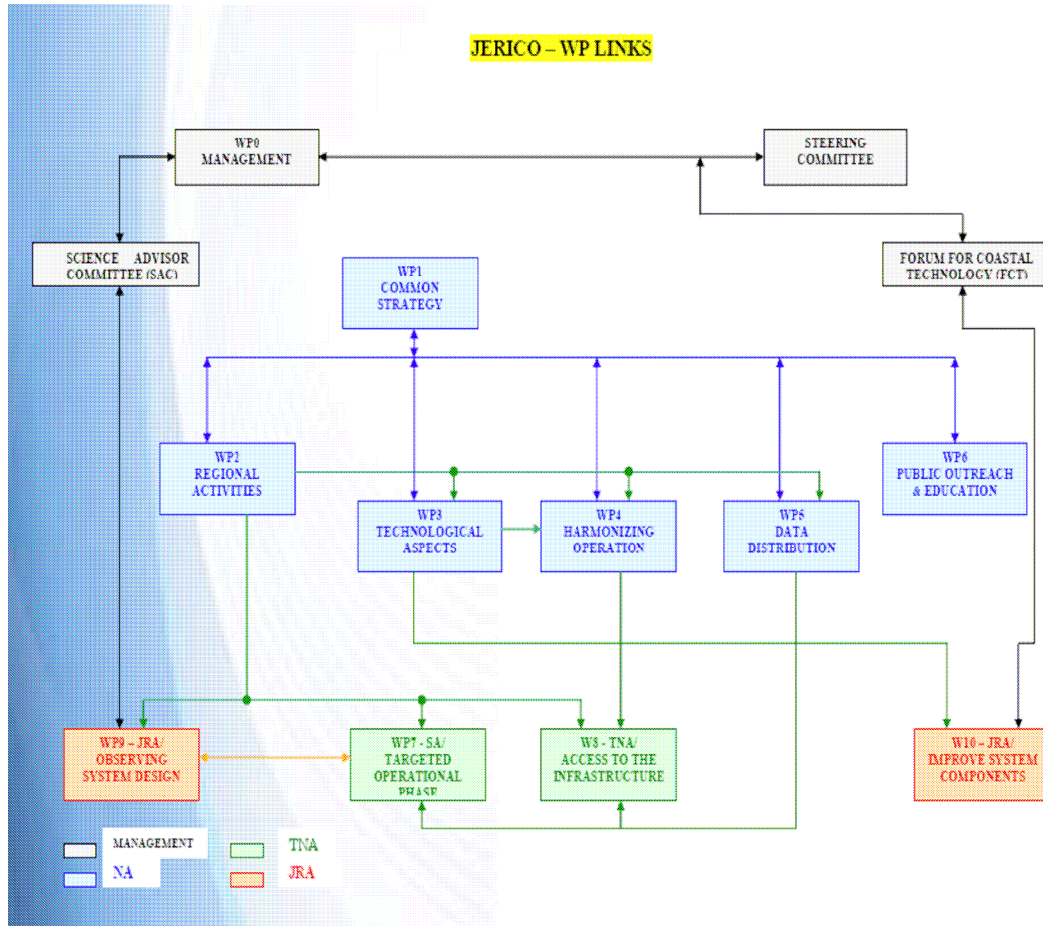 JERICO – WP LINKS
WP0
MANAGEMENT
STEERING
COMMITTEE
SCIENCE ADVISOR
COMMITTEE (SAC)
FORUM FOR COASTAL
TECHNOLOGY (FCT)
WP1
COMMON
STRATEGY
WP2
REGIONAL
ACTIVITIES
WP6
PUBLIC OUTREACH
& EDUCATION
WP3
TECHNOLOGICAL
ASPECTS
WP4
HARMONIZING
OPERATION
WP5
DATA
DISTRIBUTION
WP9 – JRA/
OBSERVING
SYSTEM DESIGN
WP7 - SA/
TARGETED
OPERATIONAL
PHASE
W8 - TNA/
ACCESS TO THE
INFRASTRUCTURE
W10 – JRA/
IMPROVE SYSTEM
COMPONENTS
MANAGEMENT
TNA
NA
JRA